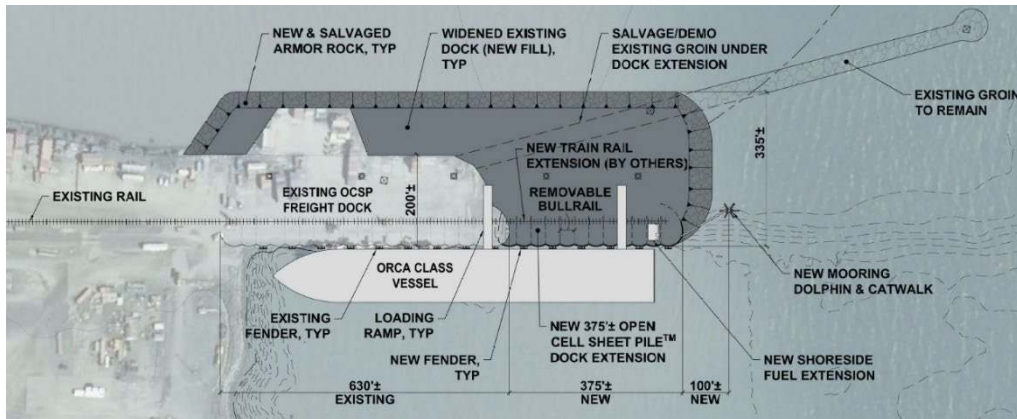 NEW & SALVAGED
ARMOR ROCK, TYP
WIDENED EXISTING
DOCK (NEW FILL),
TYP
SALVAGE/DEMO
EXISTING GROIN UNDER
DOCK EXTENSION
EXISTING GROIN
TO REMAIN
335'±
NEW TRAIN RAIL
EXTENSION (BY OTHERS)
EXISTING RAIL
EXISTING OCSP
FREIGHT DOCK
200'±
REMOVABLE
BULLRAIL
ORCA CLASS
VESSEL
NEW MOORING
DOLPHIN & CATWALK
EXISTING
FENDER, TYP
LOADING
RAMP, TYP
NEW FENDER,
TYP
NEW 375'± OPEN
CELL SHEET PILE™
DOCK EXTENSION
NEW SHORESIDE
FUEL EXTENSION
630'±
EXISTING
375'±
NEW
100'±
NEW